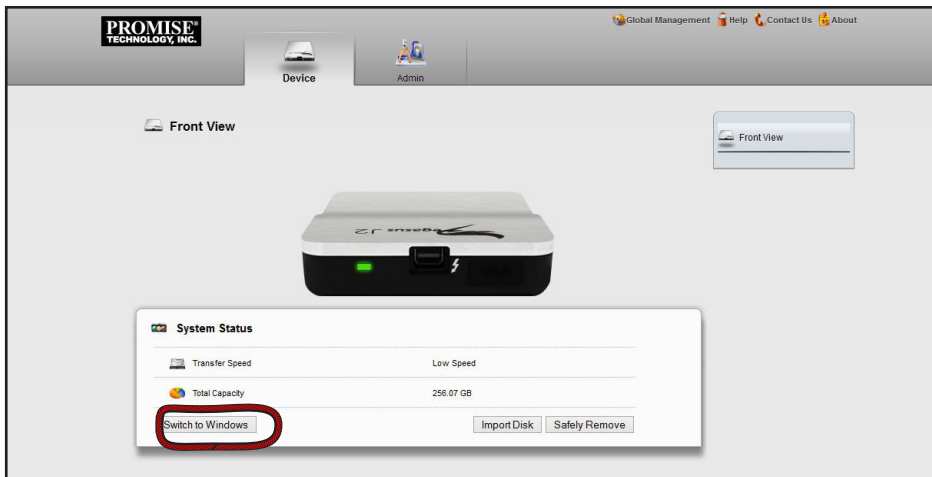 PROMISE®
TECHNOLOGY, INC.
Global Management Help Contact Us About
Device
Admin
Front View
Front View
Pegasus J2
System Status
Transfer Speed Low Speed
Total Capacity 256.07 GB
Switch to Windows Import Disk Safely Remove